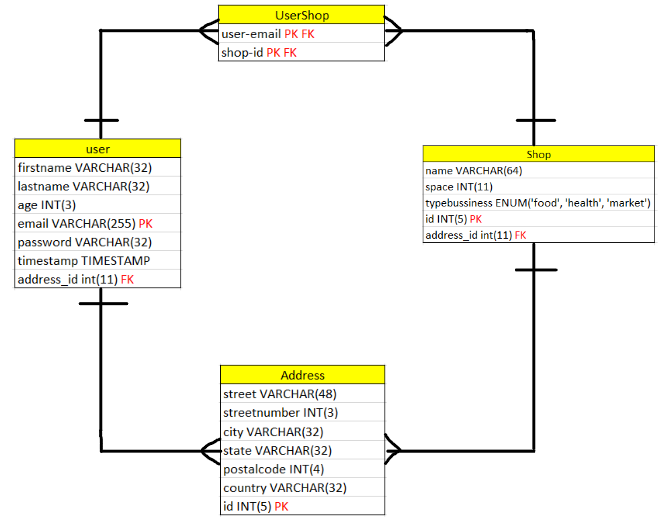 UserShop
user-email PK FK
shop-id PK FK
user
firstname VARCHAR(32)
lastname VARCHAR(32)
age INT(3)
email VARCHAR(255) PK
password VARCHAR(32)
timestamp TIMESTAMP
address_id int(11) FK
Shop
name VARCHAR(64)
space INT(11)
typebussiness ENUM('food', 'health', 'market')
id INT(5) PK
address_id int(11) FK
Address
street VARCHAR(48)
streetnumber INT(3)
city VARCHAR(32)
state VARCHAR(32)
postalcode INT(4)
country VARCHAR(32)
id INT(5) PK